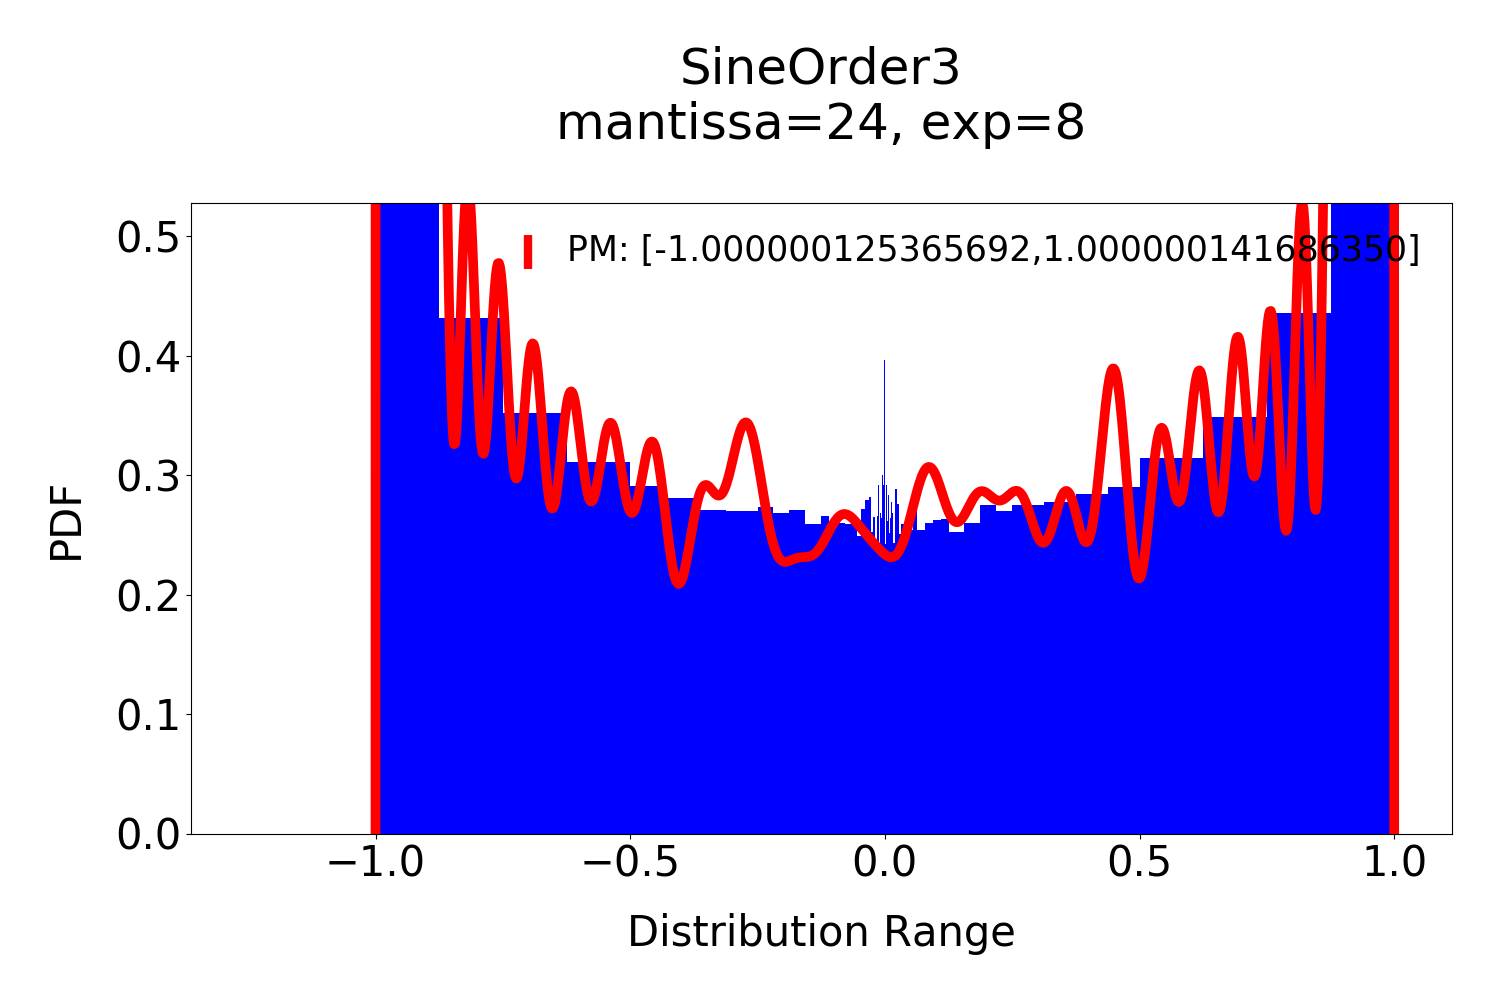 SineOrder3
mantissa=24, exp=8
PM: [-1.000000125365692,1.000000141686350]
0.5
0.4
0.3
0.2
0.1
0.0
PDF
−1.0
−0.5
0.0
0.5
1.0
Distribution Range